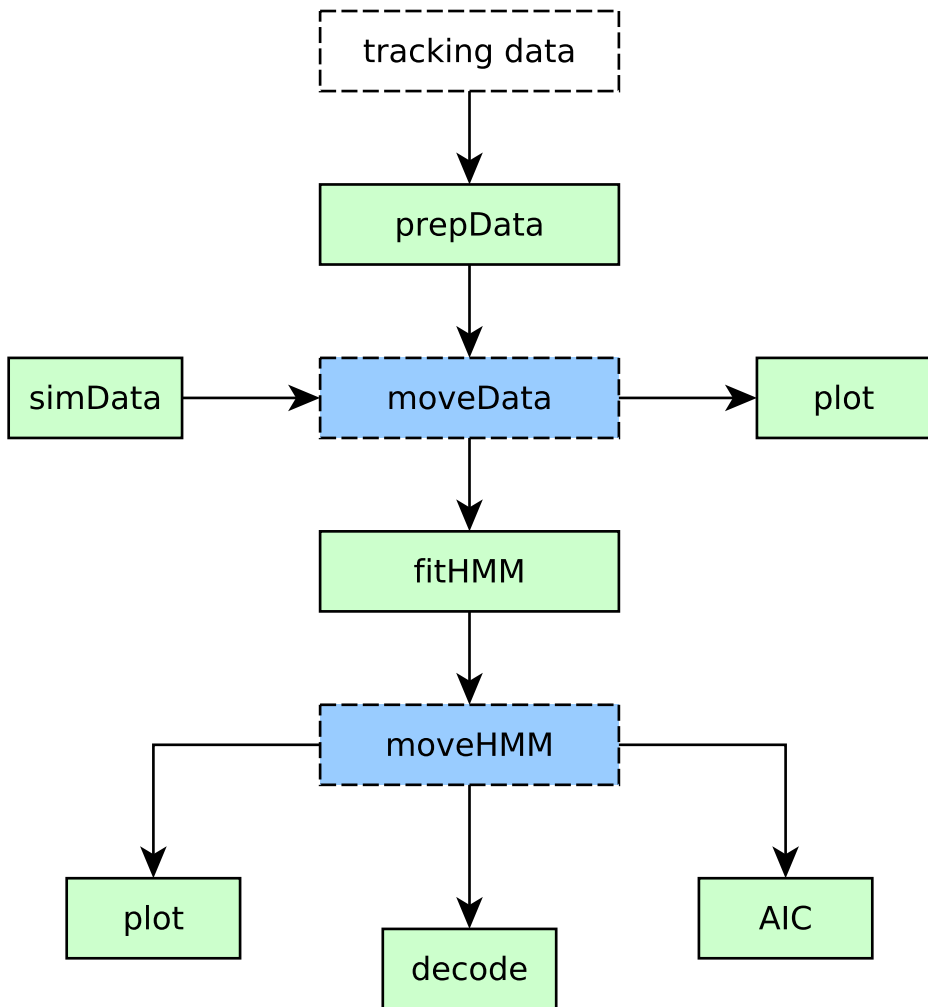 tracking data
prepData
simData
moveData
plot
fitHMM
moveHMM
plot
AIC
decode